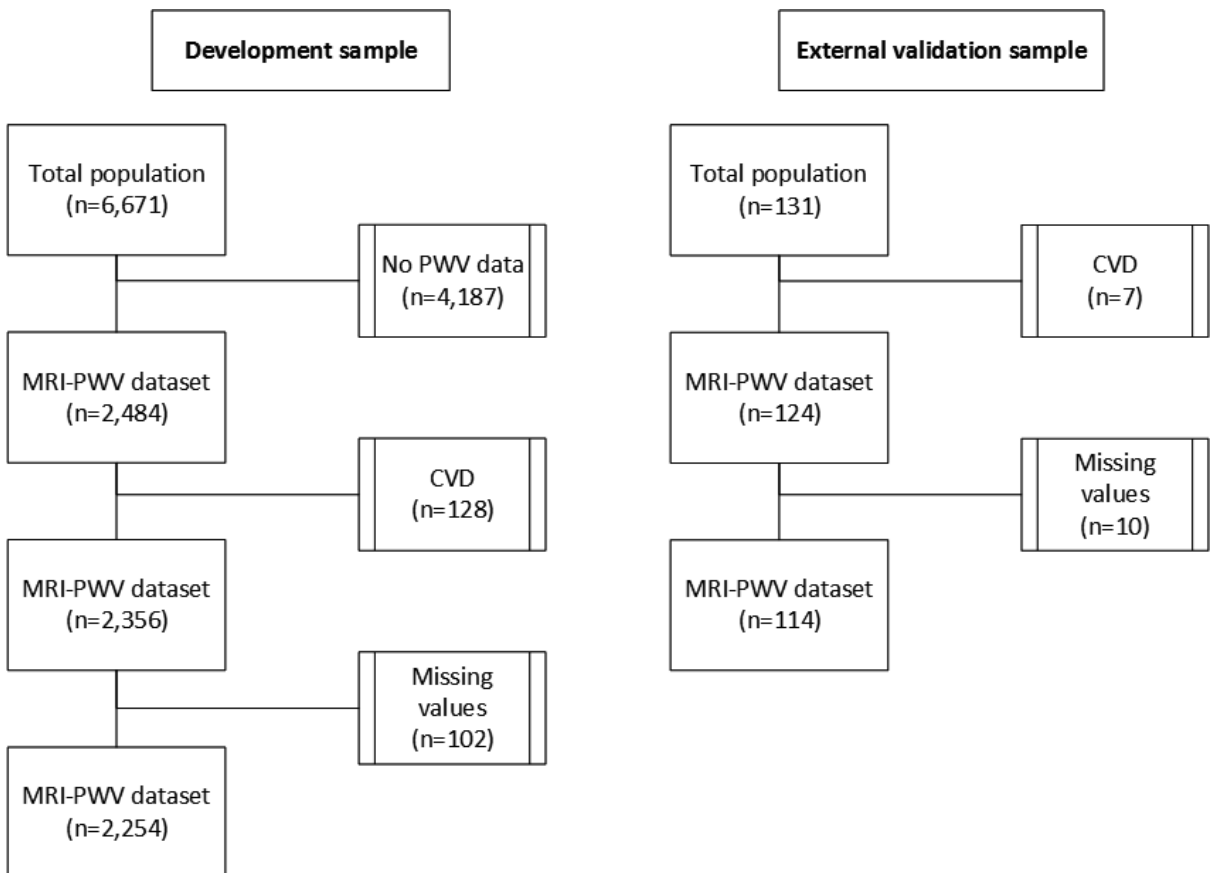 Development sample
Total population
(n=6,671)
No PWV data
(n=4,187)
MRI-PWV dataset
(n=2,484)
CVD
(n=128)
MRI-PWV dataset
(n=2,356)
Missing
values
(n=102)
MRI-PWV dataset
(n=2,254)
External validation sample
Total population
(n=131)
CVD
(n=7)
MRI-PWV dataset
(n=124)
Missing
values
(n=10)
MRI-PWV dataset
(n=114)